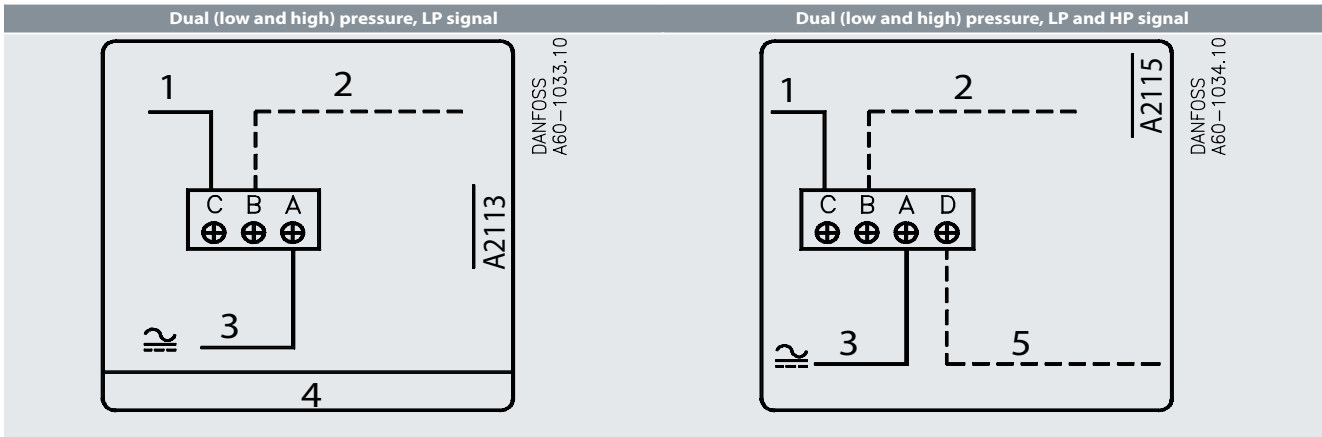 Dual (low and high) pressure, LP signal
1
2
C B A
3
4
A2113
DANFOSS
A60-1033.10
Dual (low and high) pressure, LP and HP signal
1
2
C B A D
3
5
A2115
DANFOSS
A60-1034.10